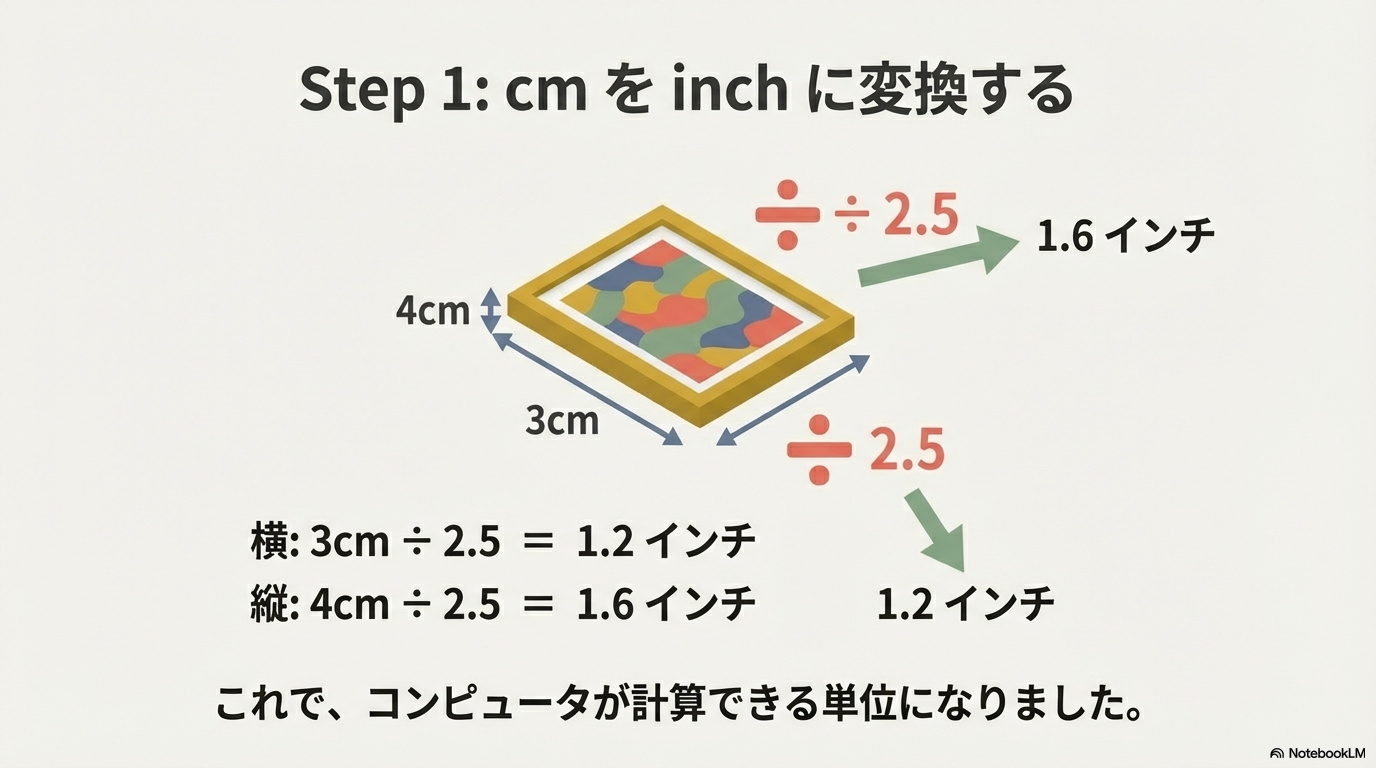 Step 1: cm を inch に変換する
÷ ÷ 2.5
1.6 インチ
4cm
3cm
÷ 2.5
横: 3cm ÷ 2.5 = 1.2 インチ
縦: 4cm ÷ 2.5 = 1.6 インチ
1.2 インチ
これで、コンピュータが計算できる単位になりました。
NotebookLM